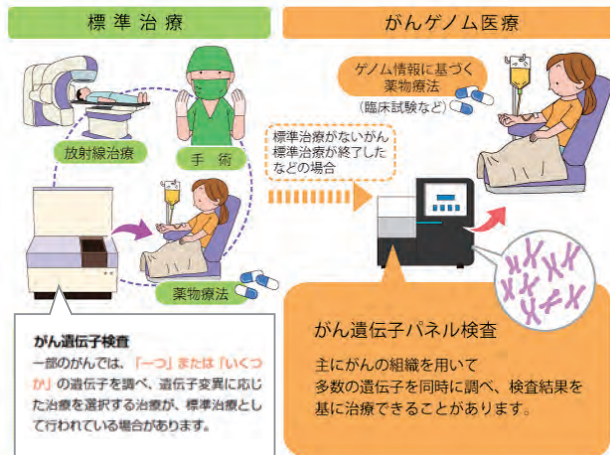 標準治療
放射線治療
手術
薬物療法
がん遺伝子検査
一部のがんでは、「一つ」または「いくつ
か」の遺伝子を調べ、遺伝子変異に応じ
た治療を選択する治療が、標準治療とし
て行われている場合があります。
標準治療がないがん
標準治療が終了した
などの場合
がんゲノム医療
ゲノム情報に基づく
薬物療法
(臨床試験など)
がん遺伝子パネル検査
主にがんの組織を用いて
多数の遺伝子を同時に調べ、検査結果を
基に治療できることがあります。